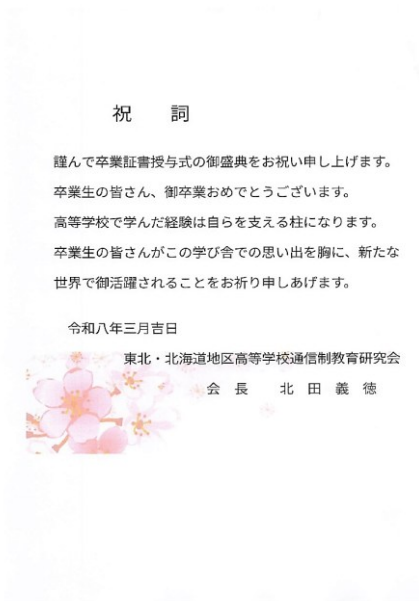 祝　詞
謹んで卒業証書授与式の御盛典をお祝い申し上げます。
卒業生の皆さん、御卒業おめでとうございます。
高等学校で学んだ経験は自らを支える柱になります。
卒業生の皆さんがこの学び舎での思い出を胸に、新たな
世界で御活躍されることをお祈り申しあげます。
令和八年三月吉日
東北・北海道地区高等学校通信制教育研究会
会　長　　北　田　義　徳